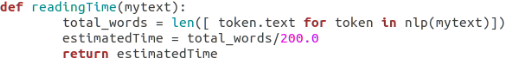 def readingTime(mytext):
        total_words = len([ token.text for token in nlp(mytext)])
        estimatedTime = total_words/200.0
        return estimatedTime